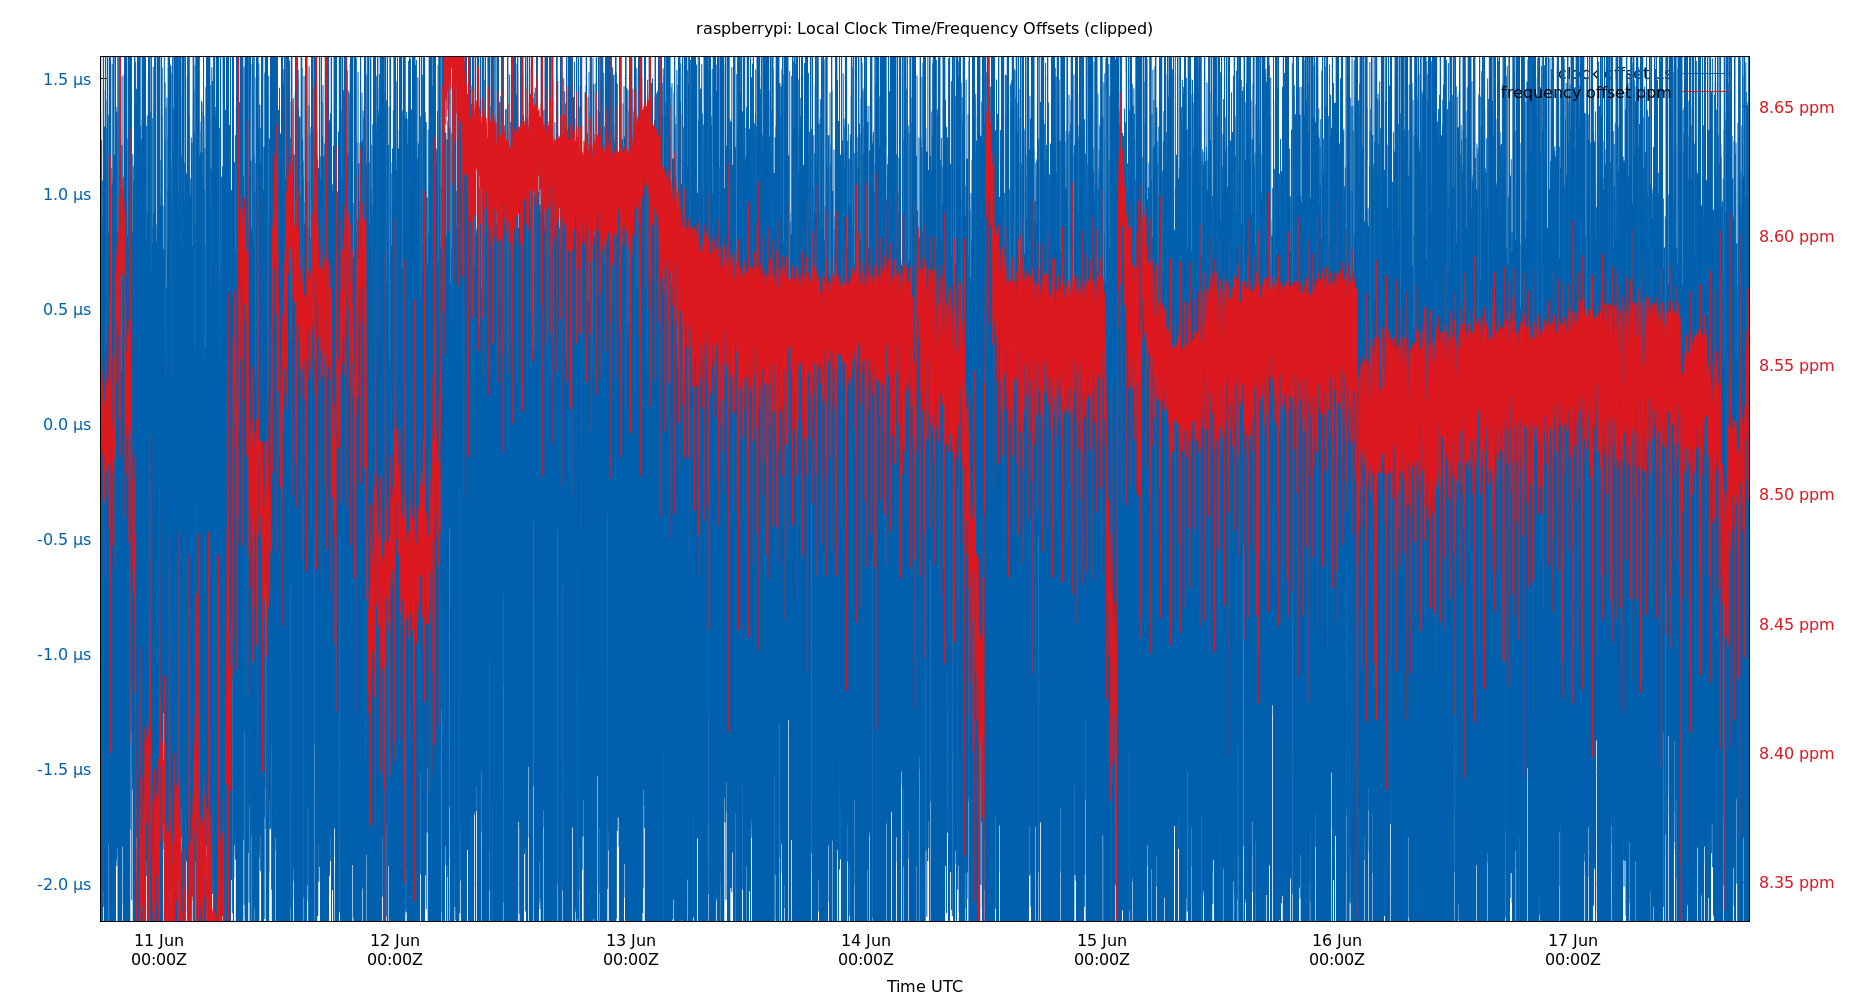 raspberrypi: Local Clock Time/Frequency Offsets (clipped)
clock offset µs
frequency offset ppm
1.5 µs
1.0 µs
0.5 µs
0.0 µs
-0.5 µs
-1.0 µs
-1.5 µs
-2.0 µs
8.65 ppm
8.60 ppm
8.55 ppm
8.50 ppm
8.45 ppm
8.40 ppm
8.35 ppm
11 Jun
00:00Z
12 Jun
00:00Z
13 Jun
00:00Z
14 Jun
00:00Z
15 Jun
00:00Z
16 Jun
00:00Z
17 Jun
00:00Z
Time UTC